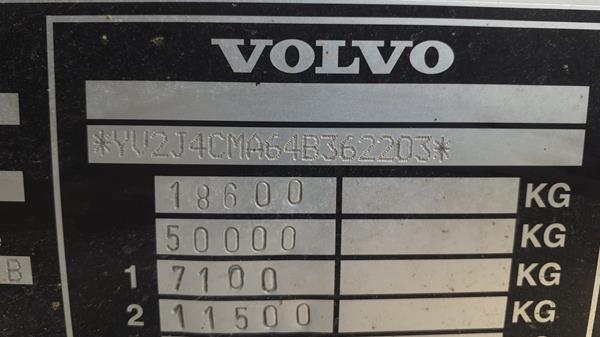 VOLVO
*YV2J4CMA64B362203*
18600 KG
50000 KG
B
1 7100 KG
2 11500 KG